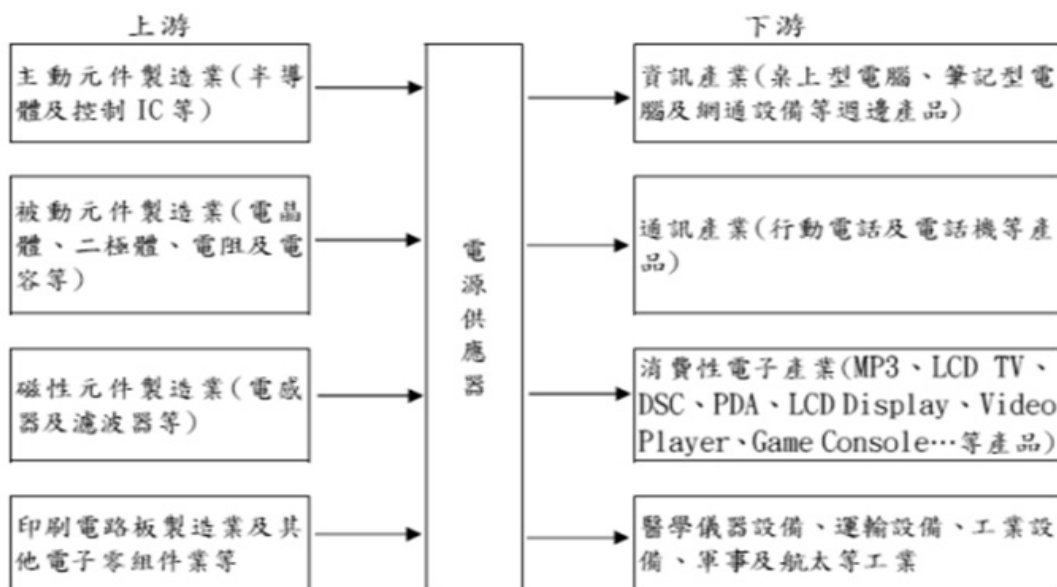 上游
主動元件製造業(半導
體及控制 IC 等)
被動元件製造業(電晶
體、二極體、電阻及電
容等)
磁性元件製造業(電感
器及濾波器等)
印刷電路板製造業及其
他電子零組件業等
電
源
供
應
器
下游
資訊產業(桌上型電腦、筆記型電
腦及網通設備等週邊產品)
通訊產業(行動電話及電話機等產
品)
消費性電子產業(MP3、LCD TV、
DSC、PDA、LCD Display、Video
Player、Game Console…等產品)
醫學儀器設備、運輸設備、工業設
備、軍事及航太等工業